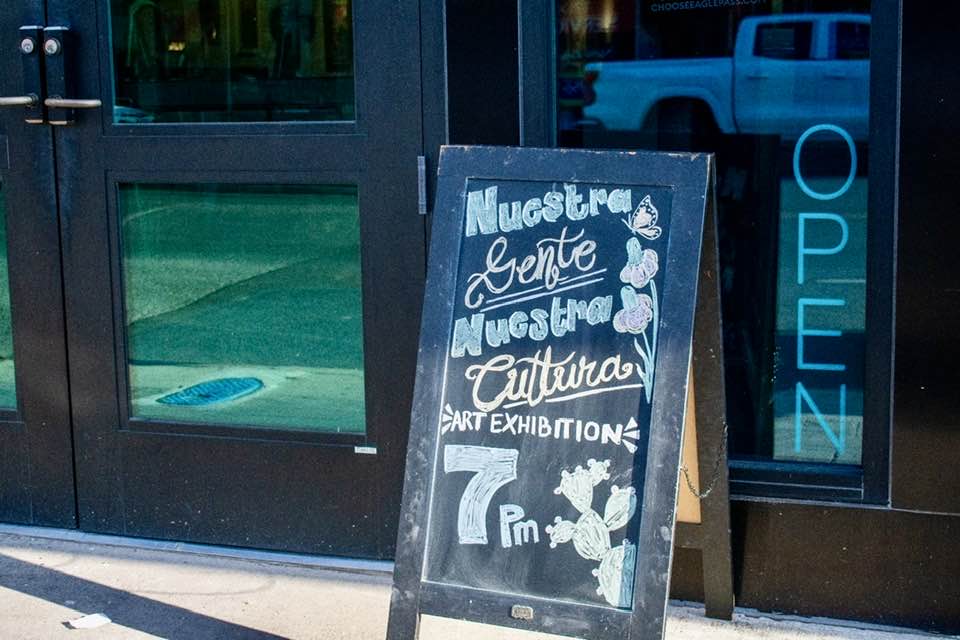 CHOOSEEAGLEPASS.COM
OPEN
Nuestra
Gente
Nuestra
Cultura
ART EXHIBITION
7 Pm